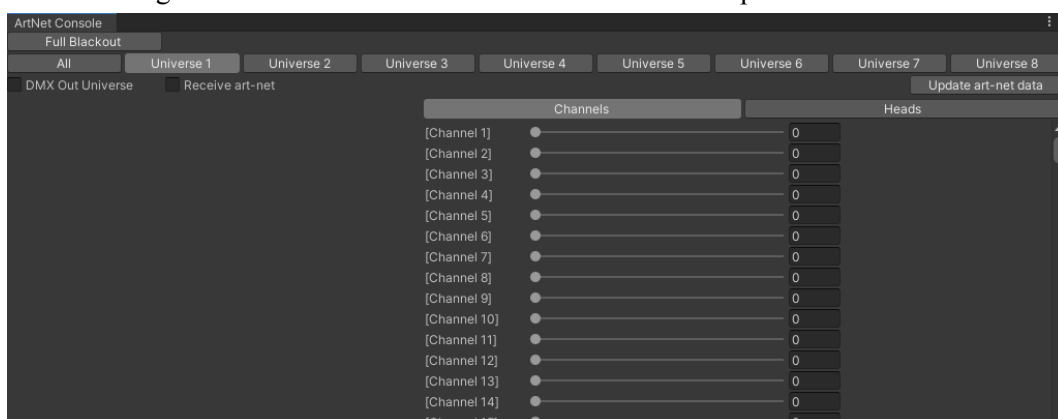 ArtNet Console
Full Blackout
All Universe 1 Universe 2 Universe 3 Universe 4 Universe 5 Universe 6 Universe 7 Universe 8
DMX Out Universe Receive art-net Update art-net data
Channels Heads
[Channel 1] 0
[Channel 2] 0
[Channel 3] 0
[Channel 4] 0
[Channel 5] 0
[Channel 6] 0
[Channel 7] 0
[Channel 8] 0
[Channel 9] 0
[Channel 10] 0
[Channel 11] 0
[Channel 12] 0
[Channel 13] 0
[Channel 14] 0